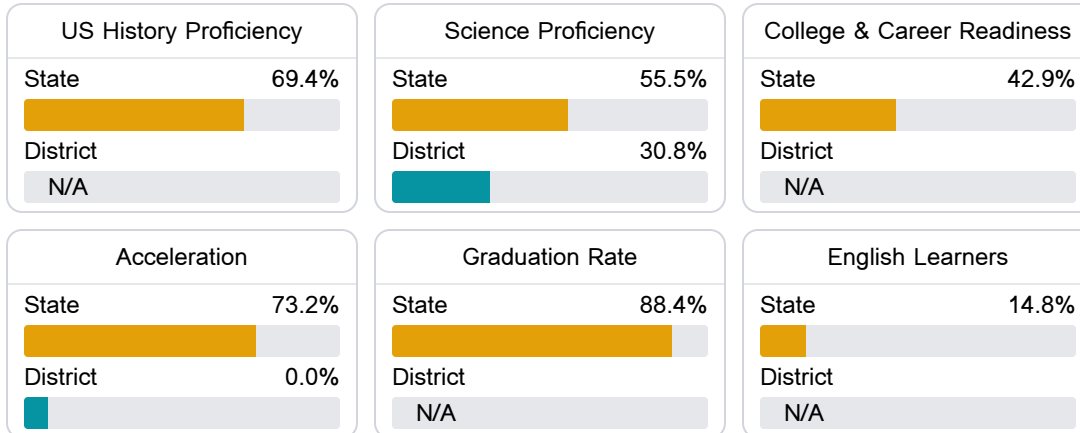 US History Proficiency
State 69.4%
District
N/A
Science Proficiency
State 55.5%
District 30.8%
College & Career Readiness
State 42.9%
District
N/A
Acceleration
State 73.2%
District 0.0%
Graduation Rate
State 88.4%
District
N/A
English Learners
State 14.8%
District
N/A